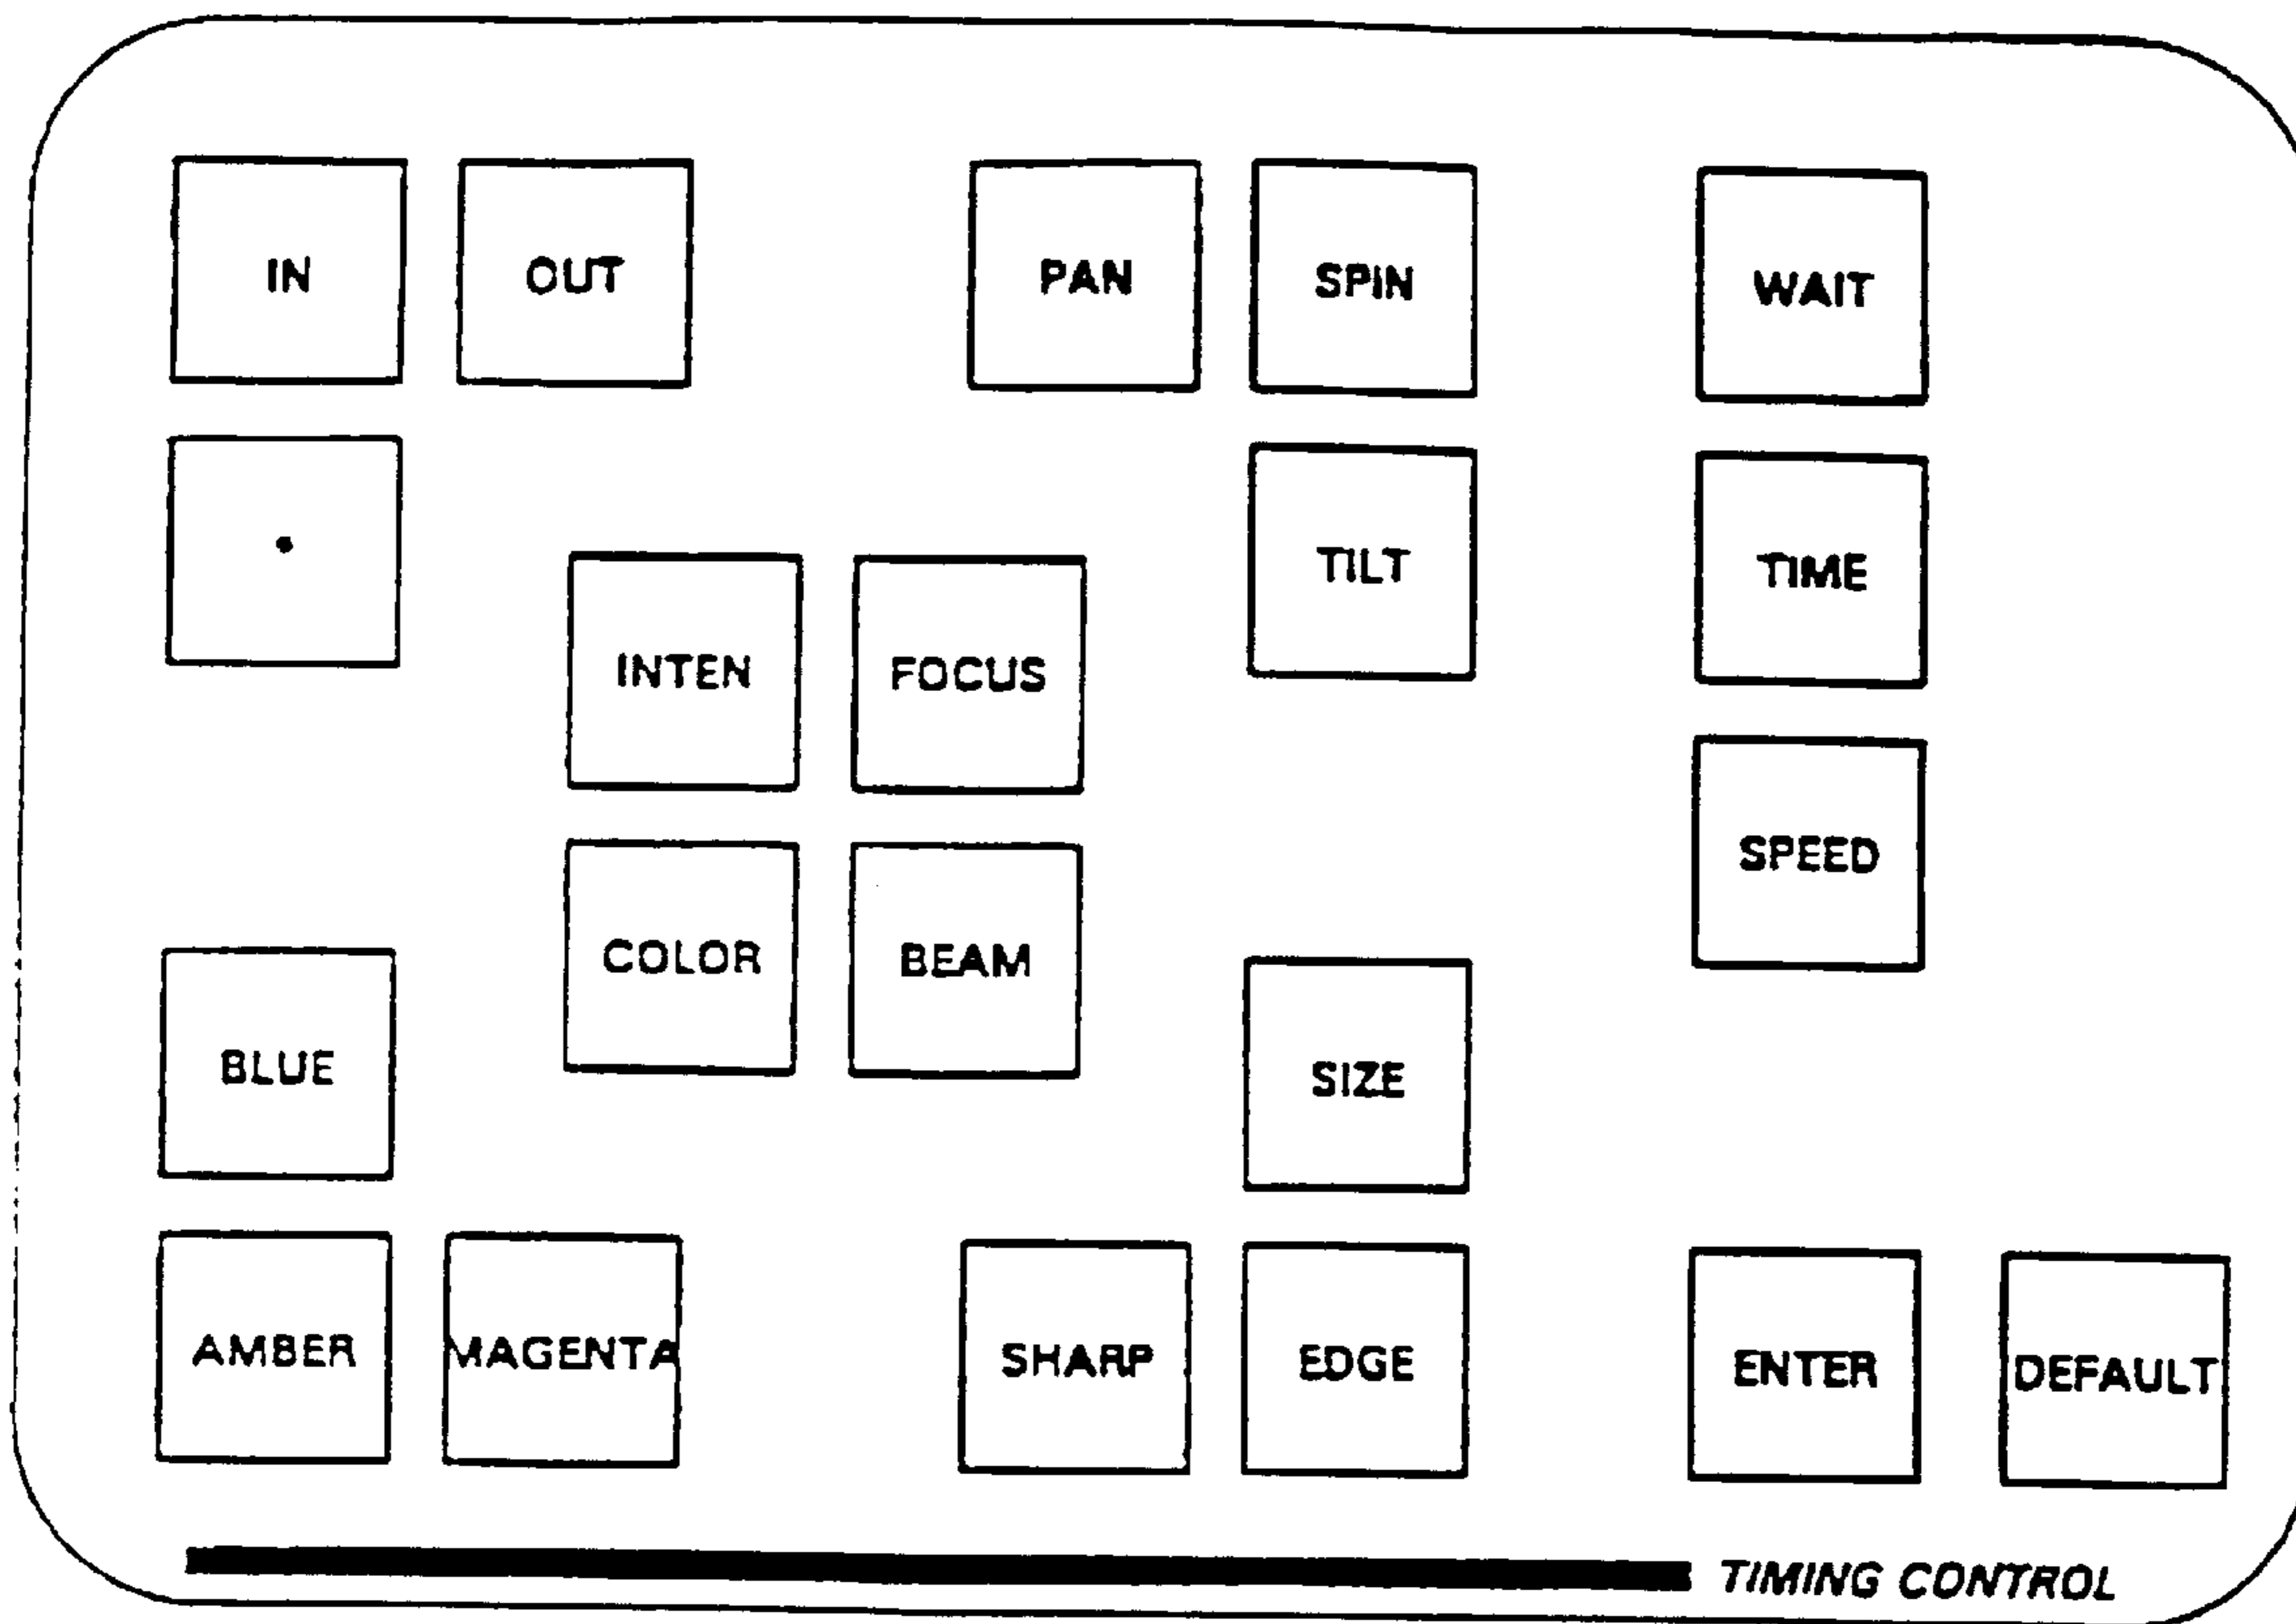 IN OUT PAN SPIN WAIT
• TILT TIME
INTEN FOCUS
SPEED
COLOR BEAM
BLUE SIZE
AMBER MAGENTA SHARP EDGE ENTER DEFAULT
TIMING CONTROL